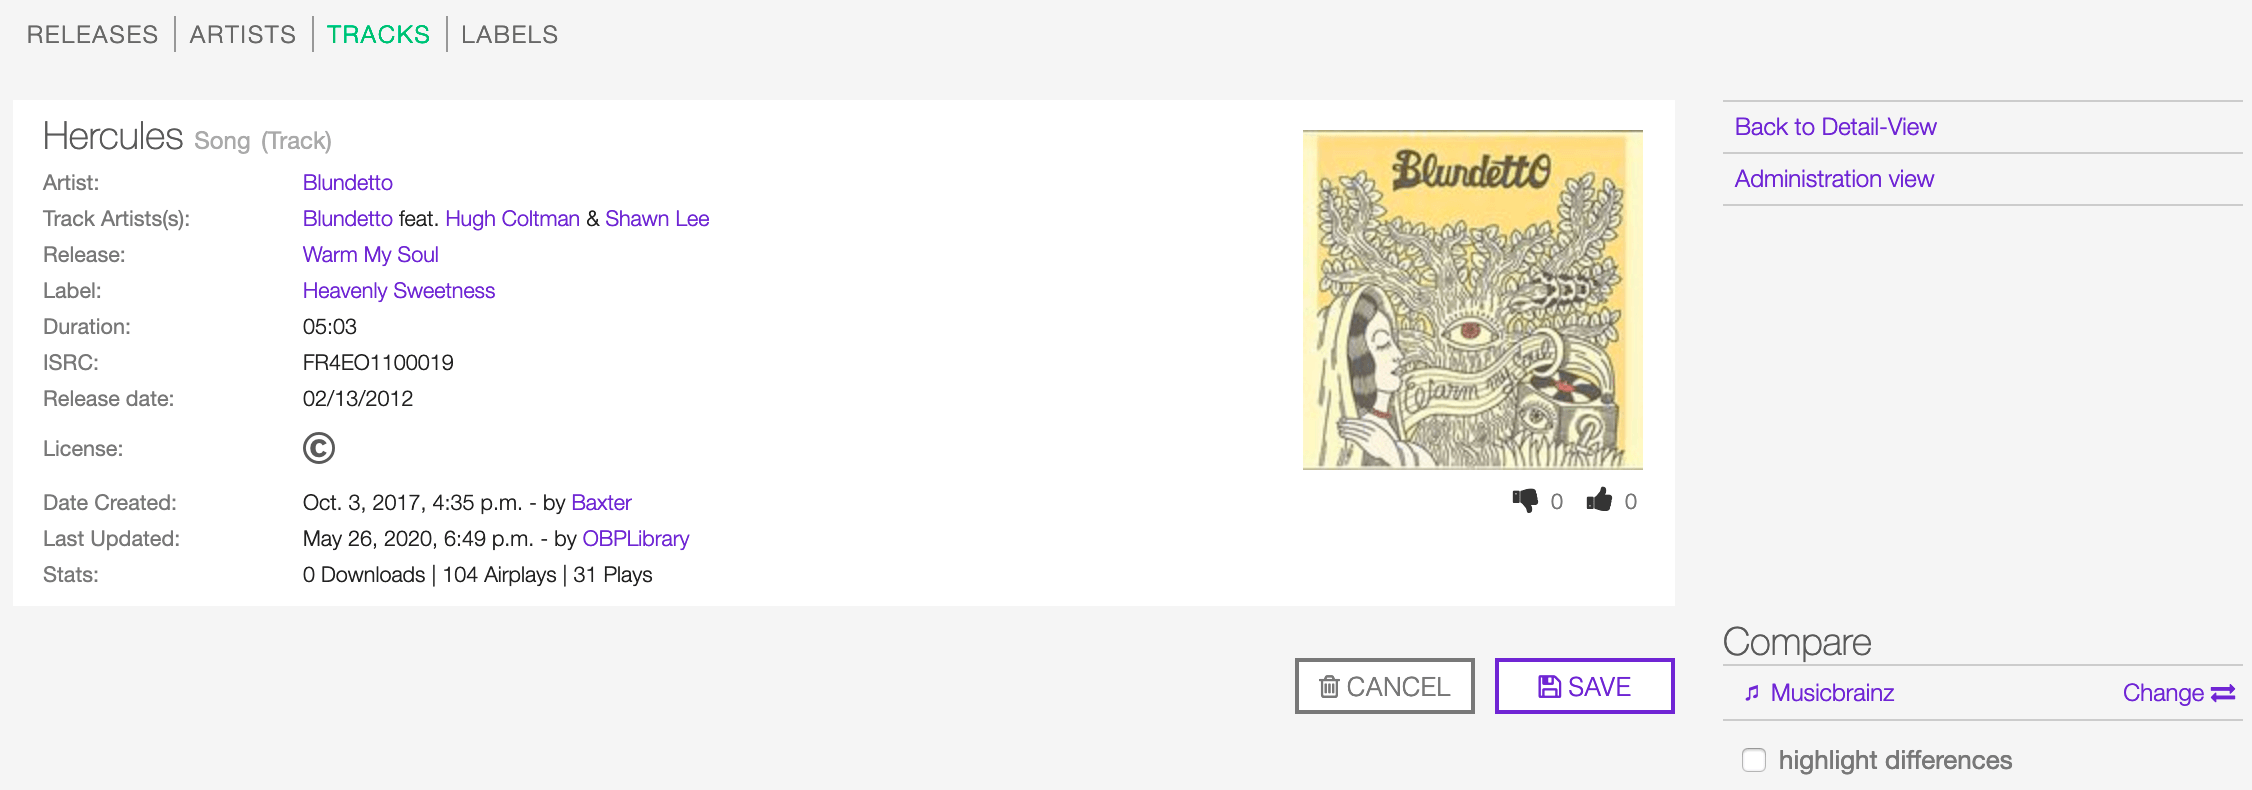 RELEASES | ARTISTS | TRACKS | LABELS
Hercules Song (Track)
Artist: Blundetto
Track Artists(s): Blundetto feat. Hugh Coltman & Shawn Lee
Release: Warm My Soul
Label: Heavenly Sweetness
Duration: 05:03
ISRC: FR4EO1100019
Release date: 02/13/2012
License: ©
Date Created: Oct. 3, 2017, 4:35 p.m. - by Baxter
Last Updated: May 26, 2020, 6:49 p.m. - by OBPLibrary
Stats: 0 Downloads | 104 Airplays | 31 Plays
Blundetto
Warm my Soul
0 0
CANCEL SAVE
Back to Detail-View
Administration view
Compare
Musicbrainz Change
highlight differences